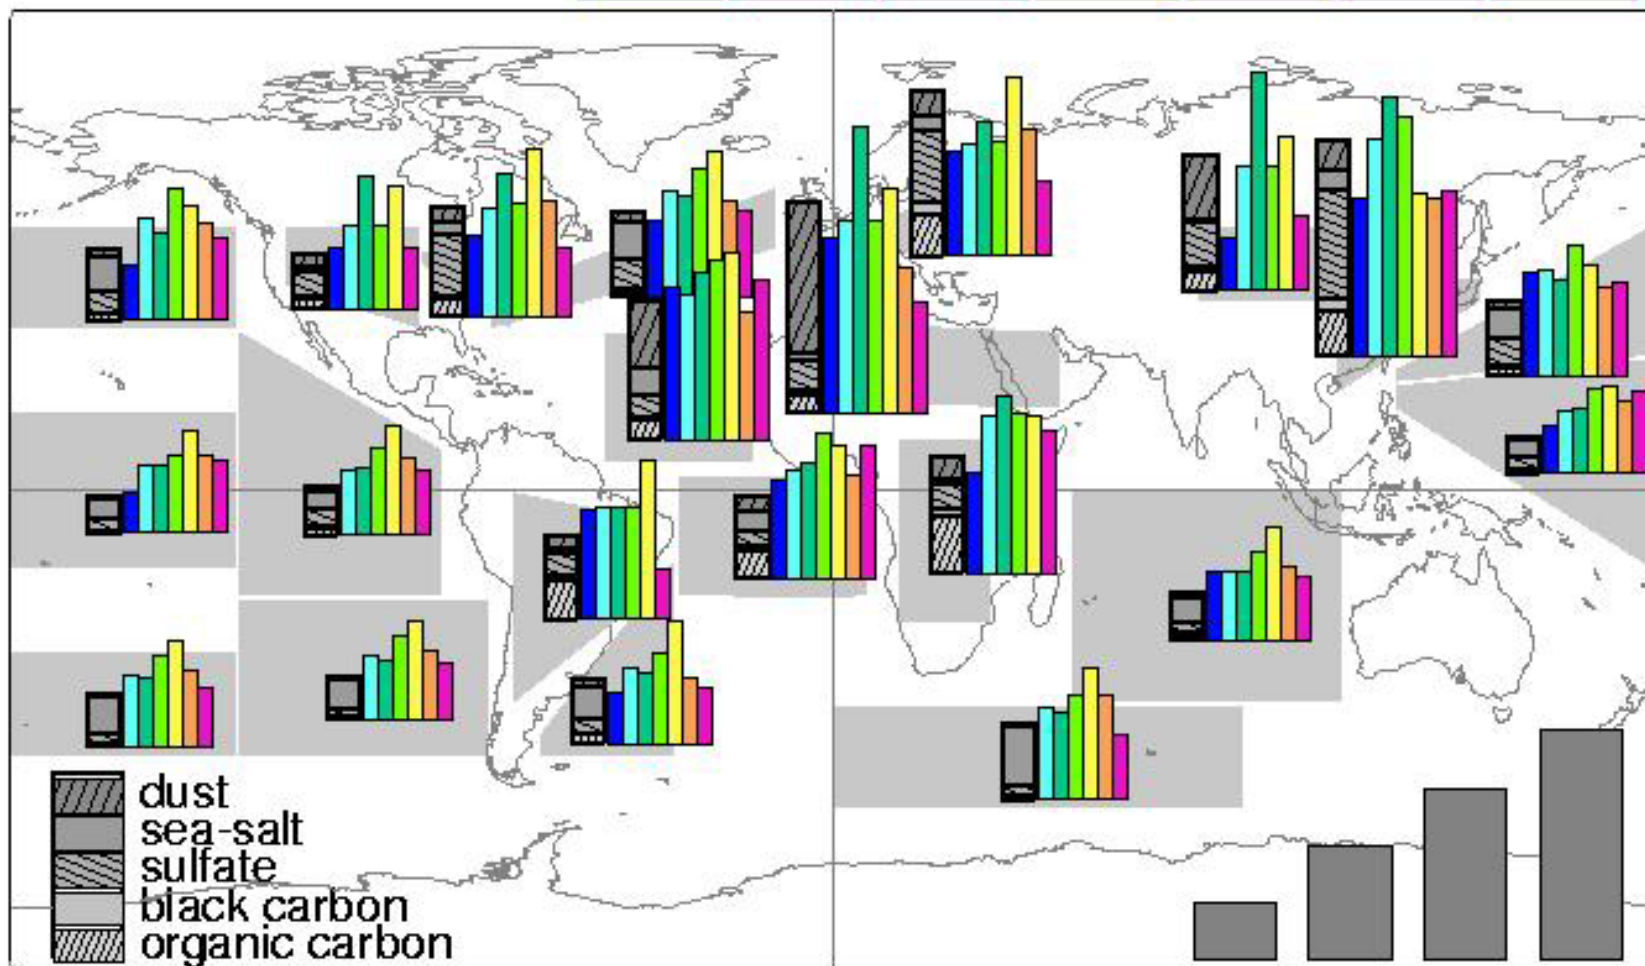 dust
sea-salt
sulfate
black carbon
organic carbon